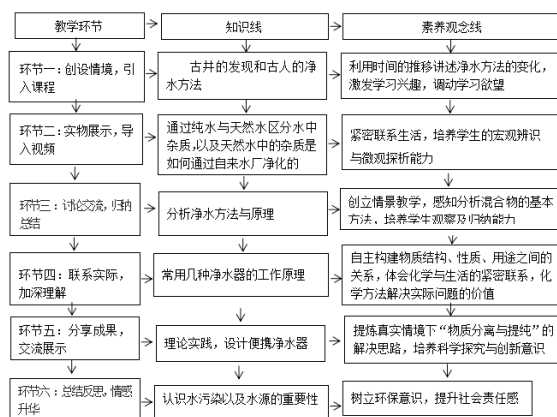 教学环节
知识线
素养观念线
环节一：创设情境，引
入课程
古井的发现和古人的净
水方法
利用时间的推移讲述净水方法的变化，
激发学习兴趣，调动学习欲望
环节二：实物展示，导
入视频
通过纯水与天然水区分水中
杂质，以及天然水中的杂质是
如何通过自来水厂净化的
紧密联系生活，培养学生的宏观辨识
与微观探析能力
环节三：讨论交流，归纳
总结
分析净水方法与原理
创立情景教学，感知分析混合物的基本
方法，培养学生观察及归纳能力
环节四：联系实际，
加深理解
常用几种净水器的工作原理
自主构建物质结构、性质、用途之间的
关系，体会化学与生活的紧密联系，化
学方法解决实际问题的价值
环节五：分享成果，
交流展示
理论实践，设计便携净水器
提炼真实情境下“物质分离与提纯”的
解决思路，培养科学探究与创新意识
环节六：总结反思，情感
升华
认识水污染以及水源的重要性
树立环保意识，提升社会责任感